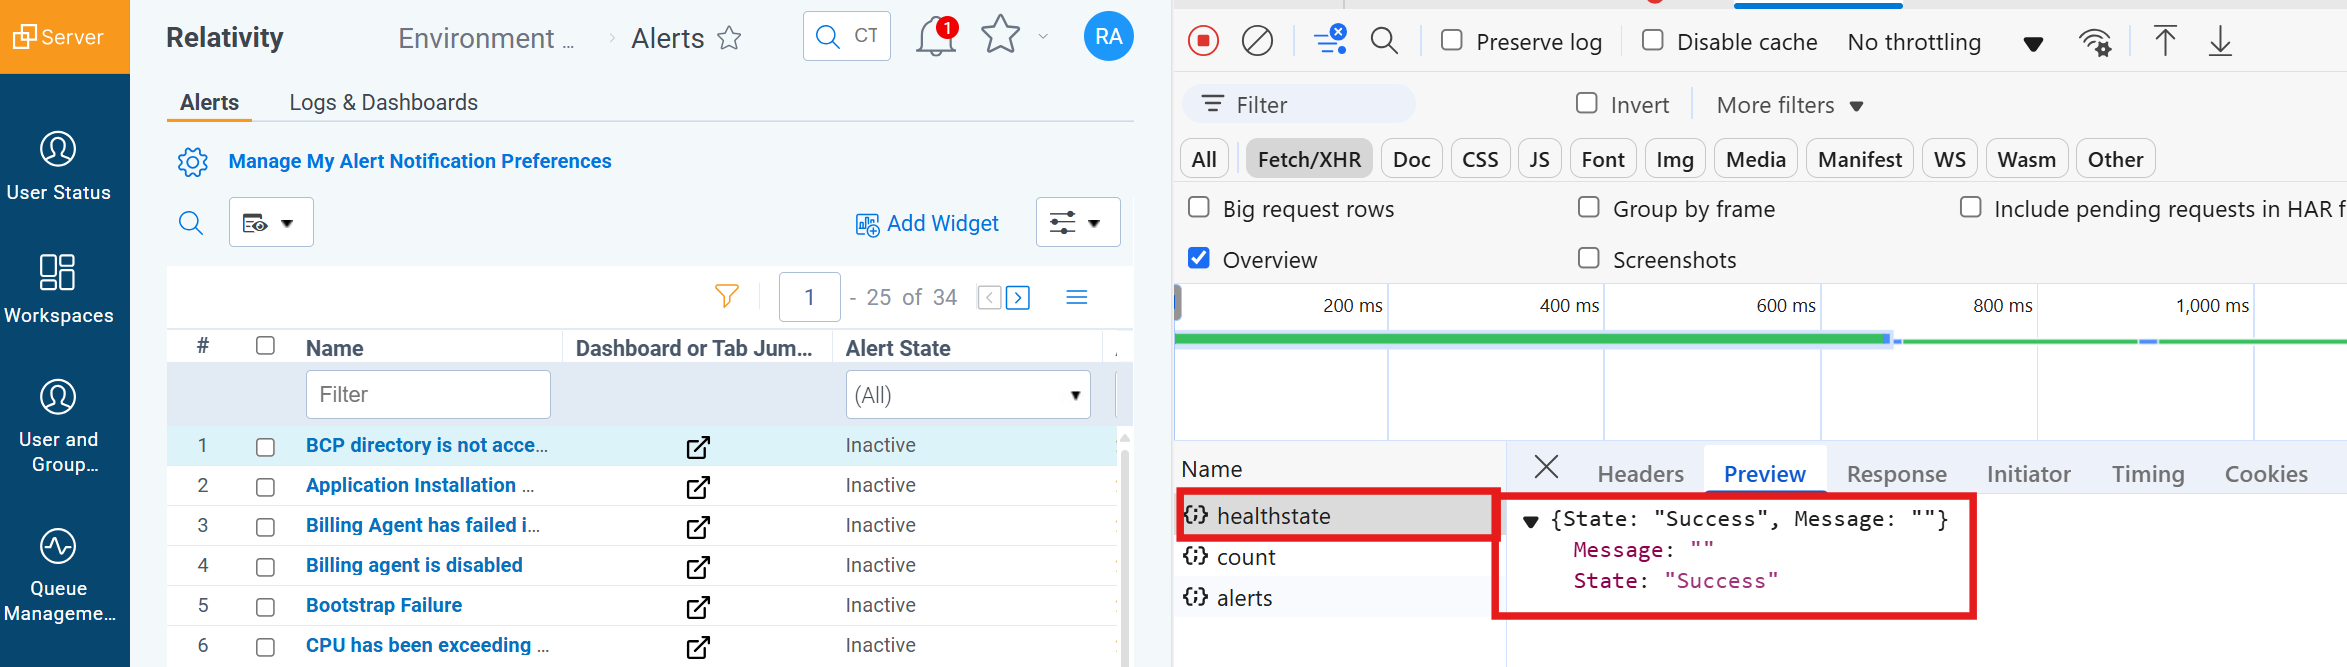 Server
User Status
Workspaces
User and
Group...
Queue
Manageme...
Relativity
Environment ...
Alerts
CT
1
RA
Alerts
Logs & Dashboards
Manage My Alert Notification Preferences
Add Widget
1 - 25 of 34
# Name Dashboard or Tab Jum... Alert State
Filter (All)
1 BCP directory is not acce... Inactive
2 Application Installation ... Inactive
3 Billing Agent has failed i... Inactive
4 Billing agent is disabled Inactive
5 Bootstrap Failure Inactive
6 CPU has been exceeding ... Inactive
Preserve log Disable cache No throttling
Filter Invert More filters
All Fetch/XHR Doc CSS JS Font Img Media Manifest WS Wasm Other
Big request rows Group by frame Include pending requests in HAR f
Overview Screenshots
200 ms 400 ms 600 ms 800 ms 1,000 ms
Name
healthstate
count
alerts
Headers Preview Response Initiator Timing Cookies
{State: "Success", Message: ""}
Message: ""
State: "Success"